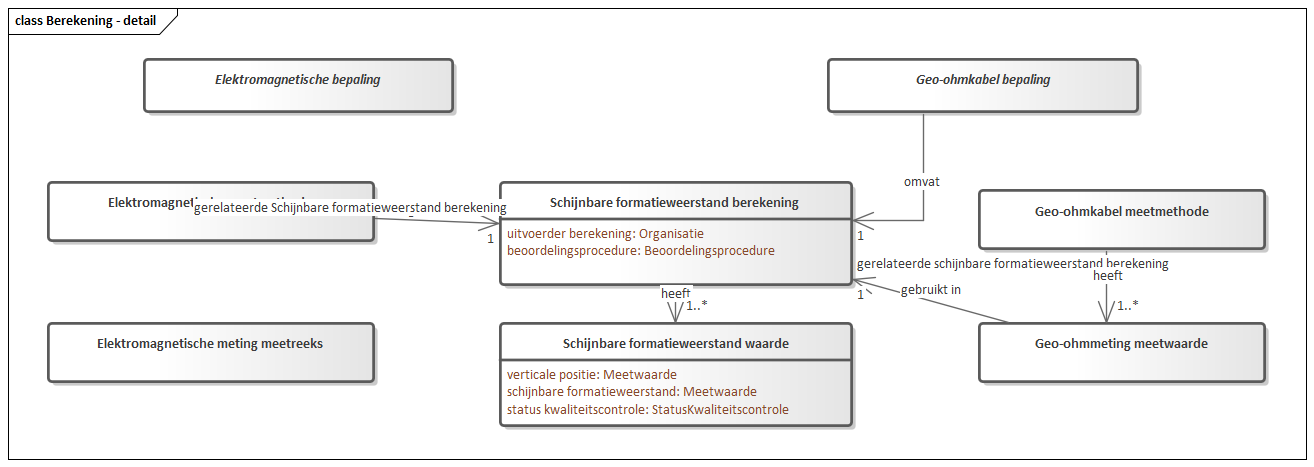 class Berekening - detail
Elektromagnetische bepaling
Geo-ohmkabel bepaling
omvat
gerelateerde Schijnbare formatieweerstand berekening
1
Schijnbare formatieweerstand berekening
uitvoerder berekening: Organisatie
beoordelingsprocedure: Beoordelingsprocedure
1
Geo-ohmkabel meetmethode
gerelateerde schijnbare formatieweerstand berekening
heeft
1..*
gebruikt in
1
heeft
1..*
Elektromagnetische meting meetreeks
Schijnbare formatieweerstand waarde
verticale positie: Meetwaarde
schijnbare formatieweerstand: Meetwaarde
status kwaliteitscontrole: StatusKwaliteitscontrole
Geo-ohmmeting meetwaarde